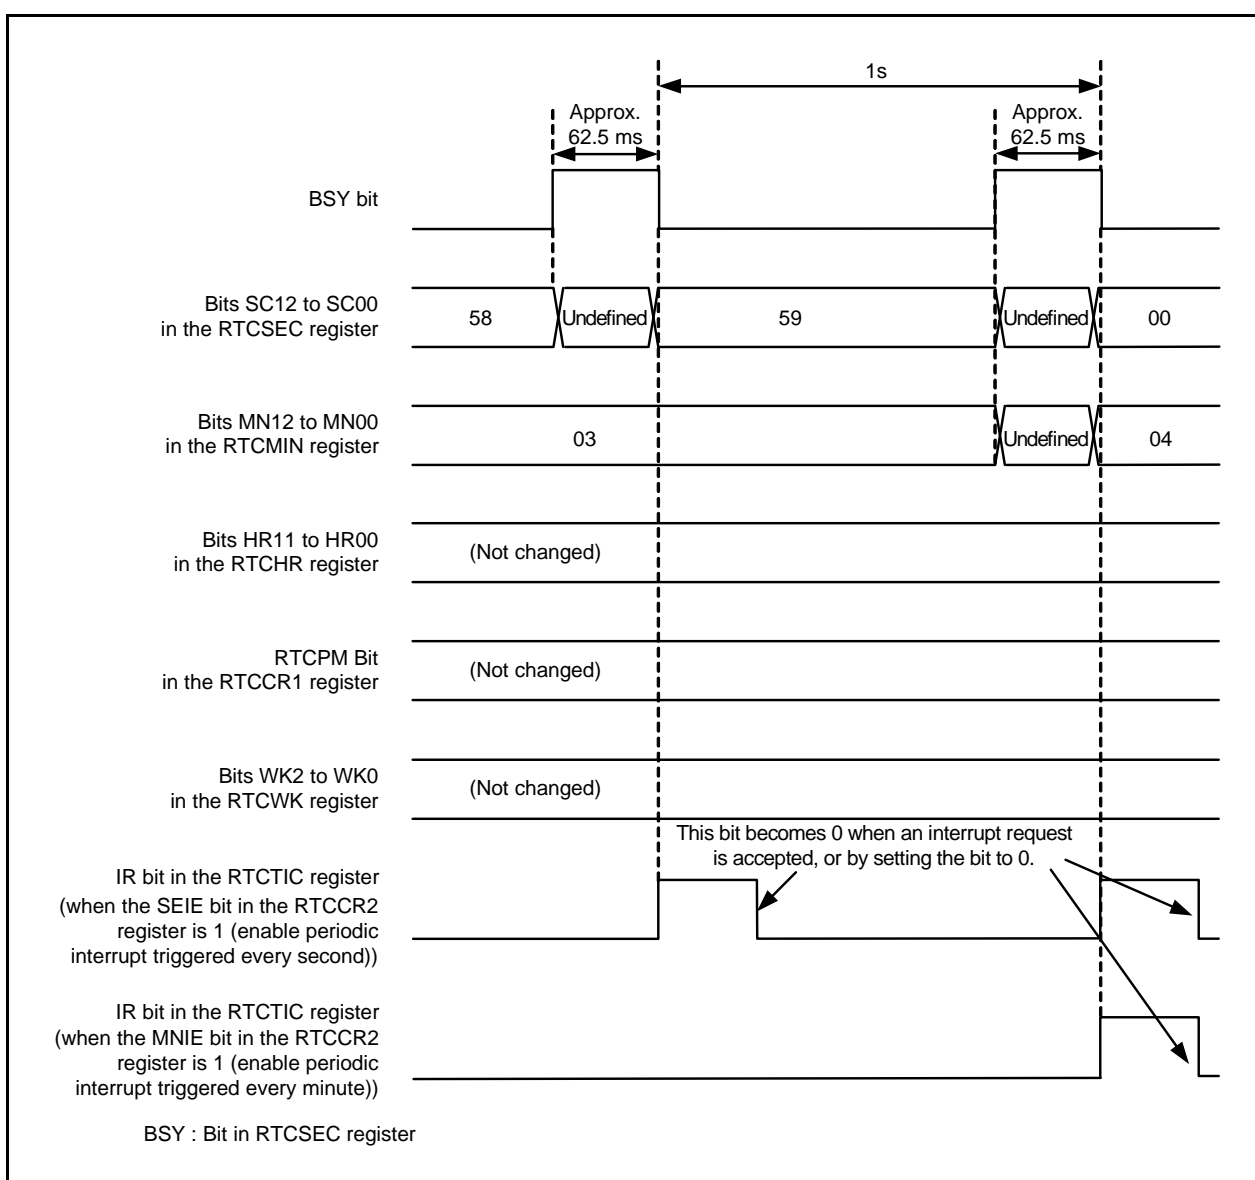 1s
Approx.
62.5 ms
Approx.
62.5 ms
BSY bit
Bits SC12 to SC00
in the RTCSEC register
58
Undefined
59
Undefined
00
Bits MN12 to MN00
in the RTCMIN register
03
Undefined
04
Bits HR11 to HR00
in the RTCHR register
(Not changed)
RTCPM Bit
in the RTCCR1 register
(Not changed)
Bits WK2 to WK0
in the RTCWK register
(Not changed)
This bit becomes 0 when an interrupt request
is accepted, or by setting the bit to 0.
IR bit in the RTCTIC register
(when the SEIE bit in the RTCCR2
register is 1 (enable periodic
interrupt triggered every second))
IR bit in the RTCTIC register
(when the MNIE bit in the RTCCR2
register is 1 (enable periodic
interrupt triggered every minute))
BSY : Bit in RTCSEC register